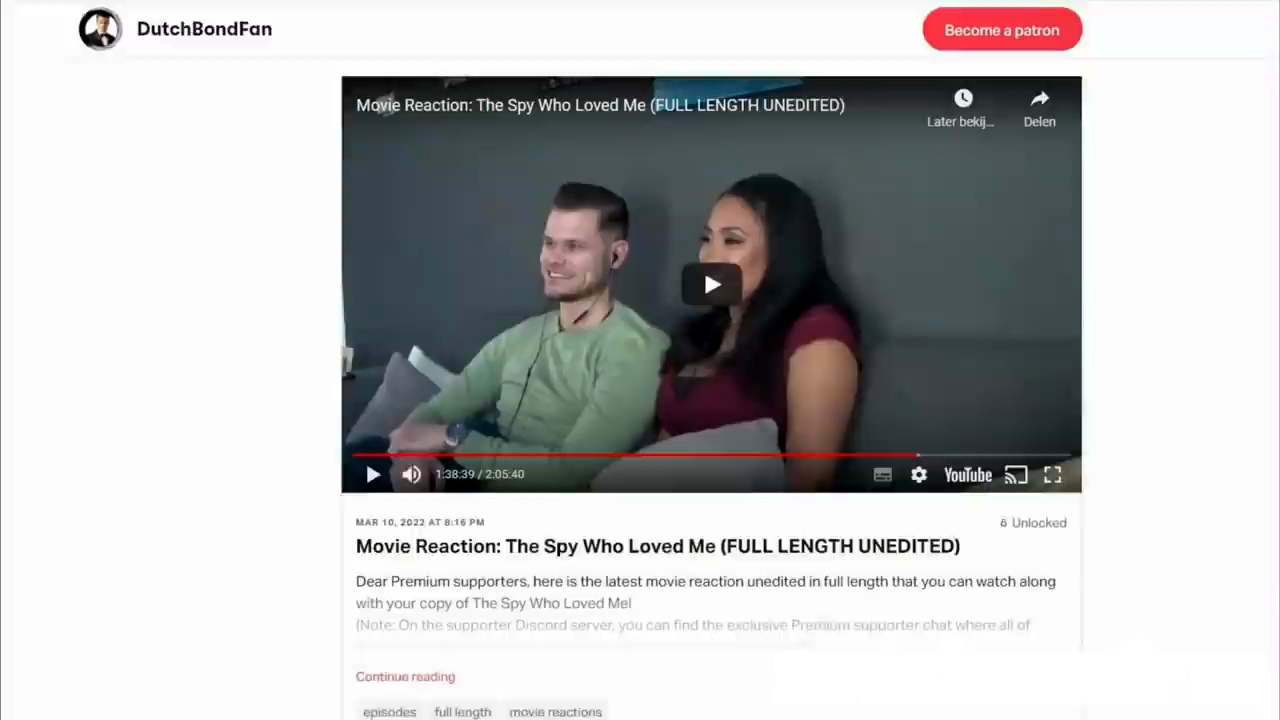 DutchBondFan
Become a patron
Movie Reaction: The Spy Who Loved Me (FULL LENGTH UNEDITED)
Later bekij...
Delen
1:38:39 / 2:05:40
YouTube
MAR 10, 2022 AT 8:16 PM
Unlocked
Movie Reaction: The Spy Who Loved Me (FULL LENGTH UNEDITED)
Dear Premium supporters, here is the latest movie reaction unedited in full length that you can watch along
with your copy of The Spy Who Loved Me!
(Note: On the supporter Discord server, you can find the exclusive Premium supporter chat where all of
Continue reading
episodes
full length
movie reactions